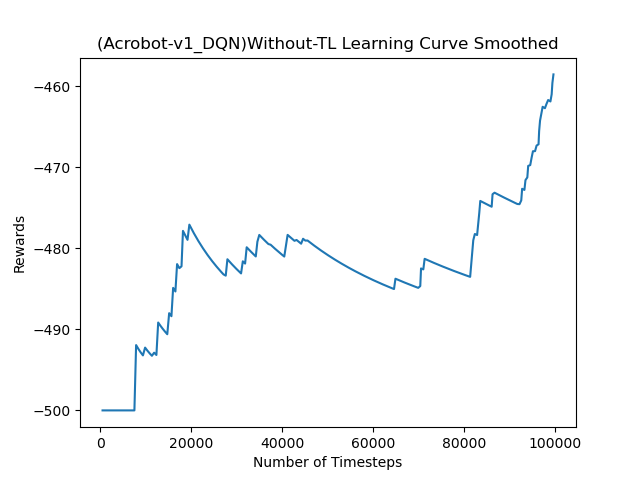 (Acrobot-v1_DQN)Without-TL Learning Curve Smoothed
−460
−470
−480
−490
−500
Rewards
0 20000 40000 60000 80000 100000
Number of Timesteps